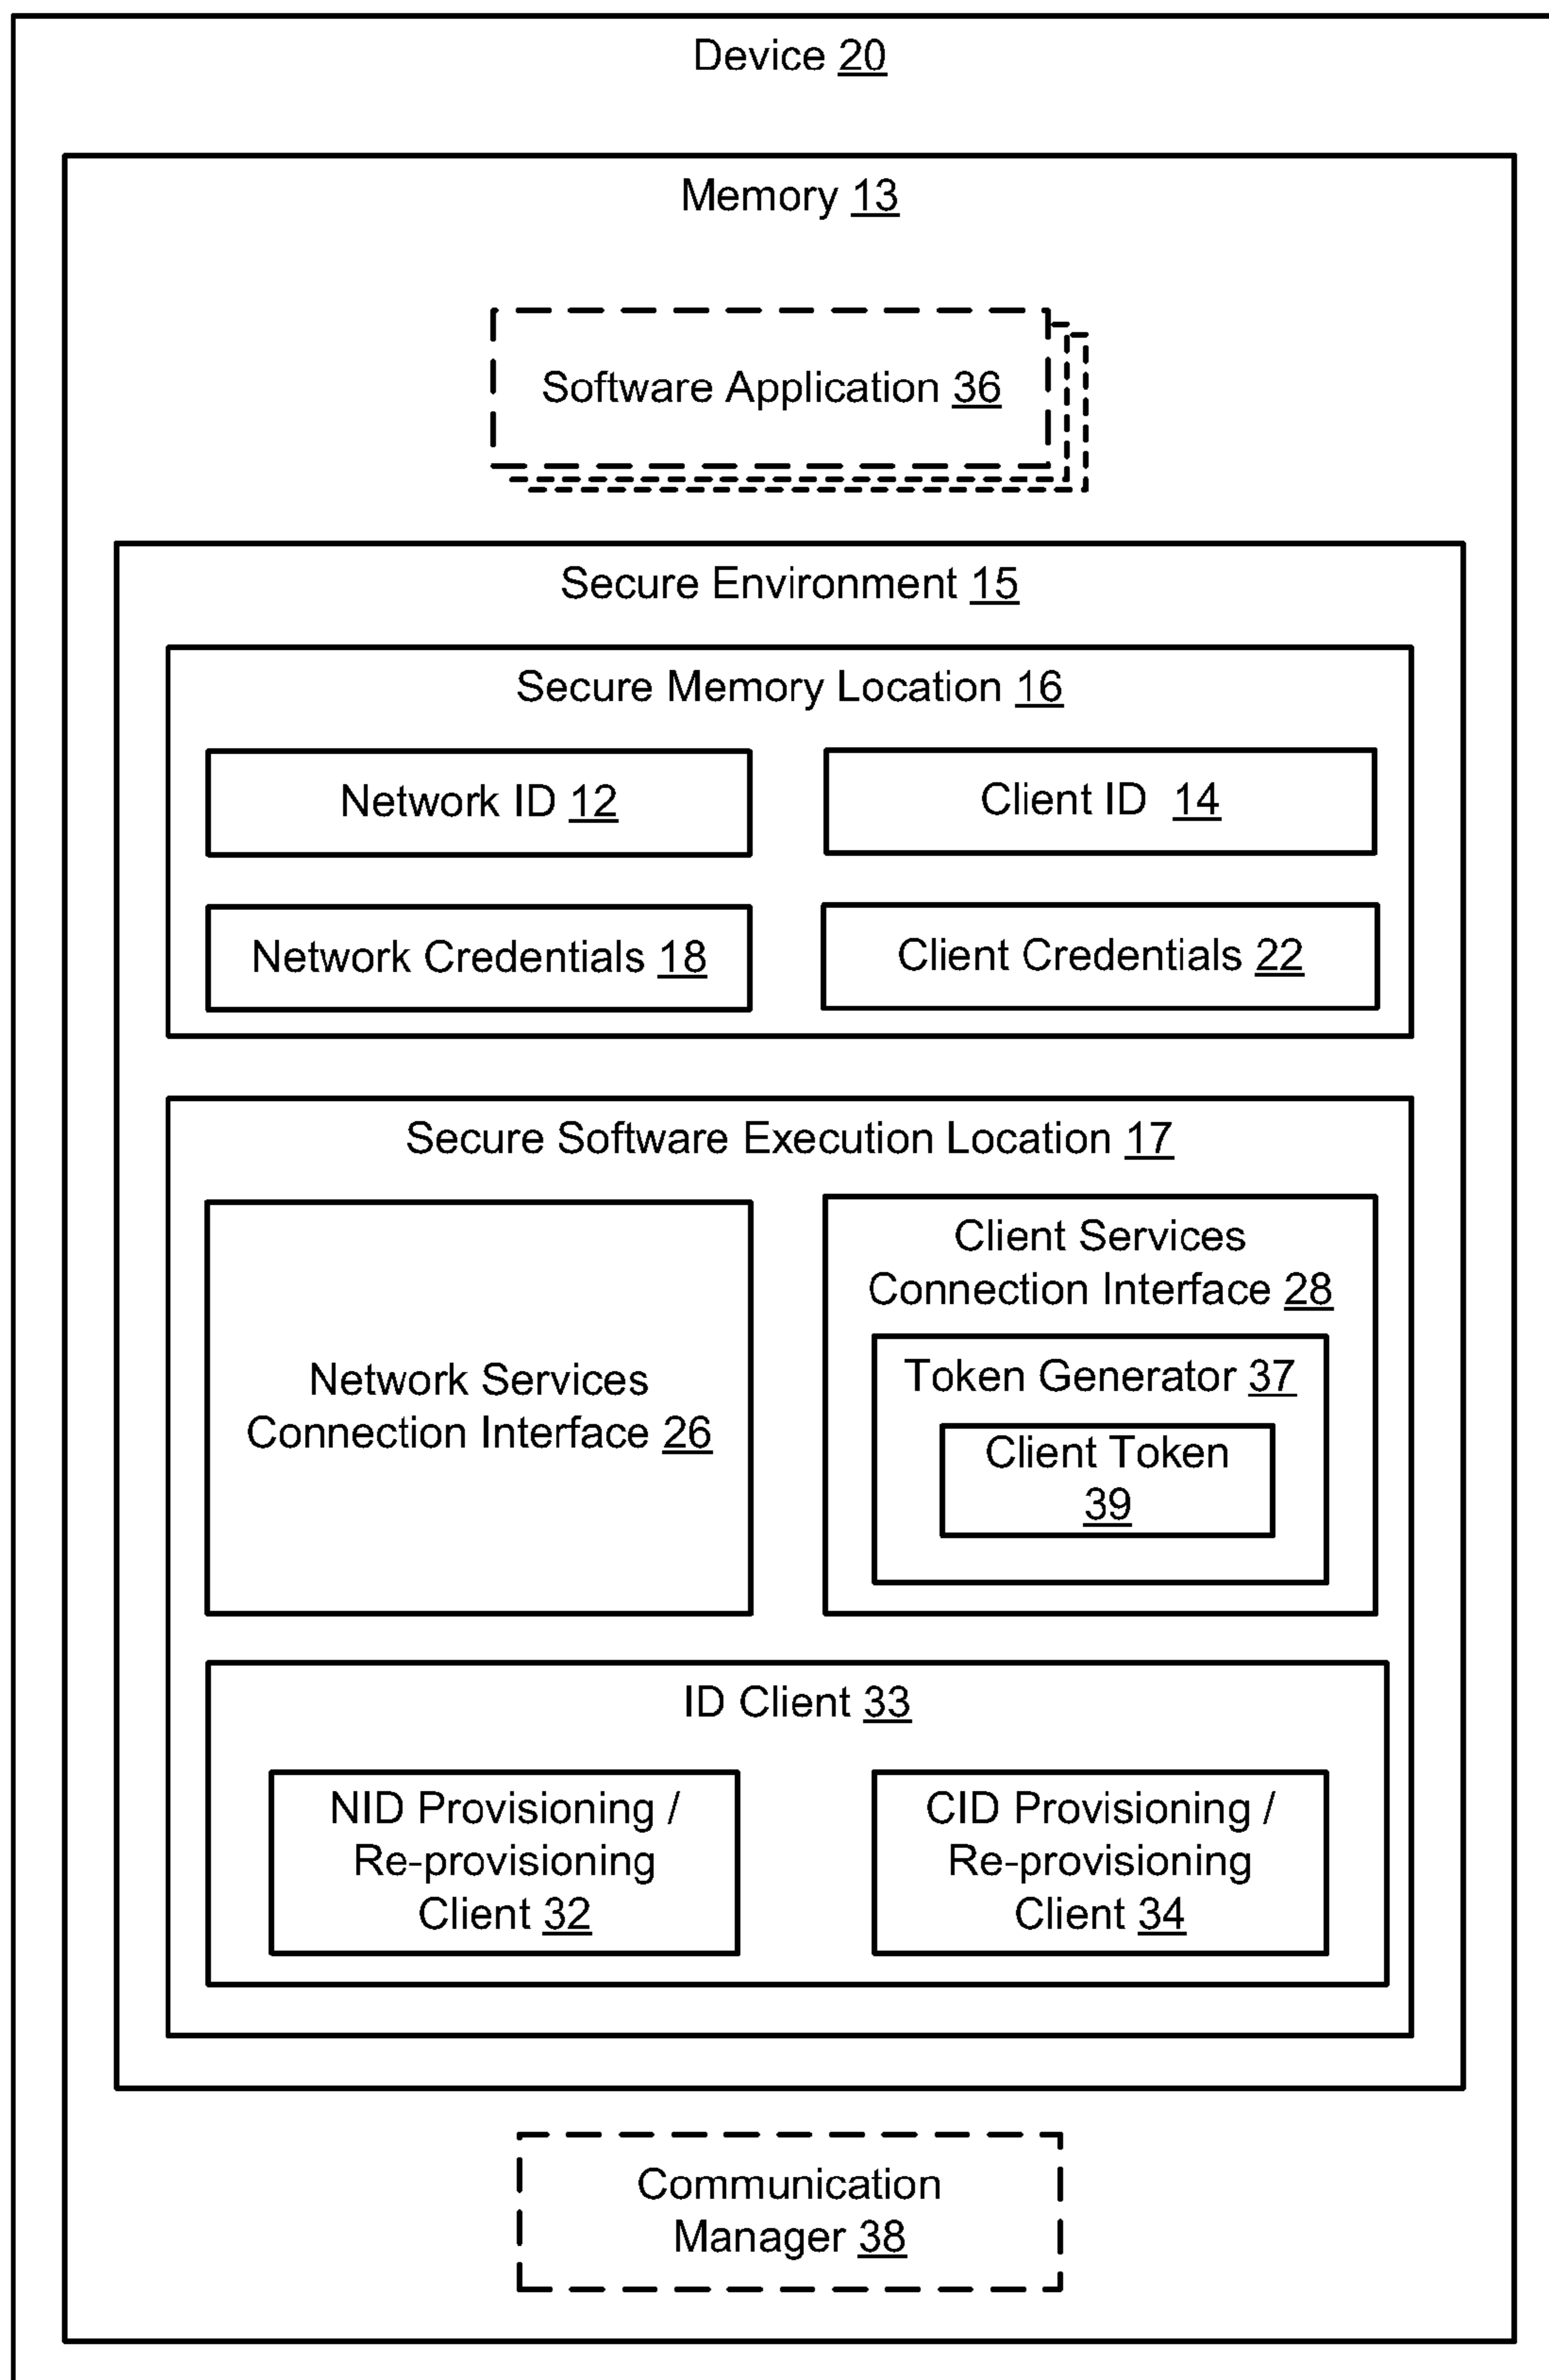 Device 20
Memory 13
Software Application 36
Secure Environment 15
Secure Memory Location 16
Network ID 12
Client ID 14
Network Credentials 18
Client Credentials 22
Secure Software Execution Location 17
Network Services
Connection Interface 26
Client Services
Connection Interface 28
Token Generator 37
Client Token
39
ID Client 33
NID Provisioning /
Re-provisioning
Client 32
CID Provisioning /
Re-provisioning
Client 34
Communication
Manager 38